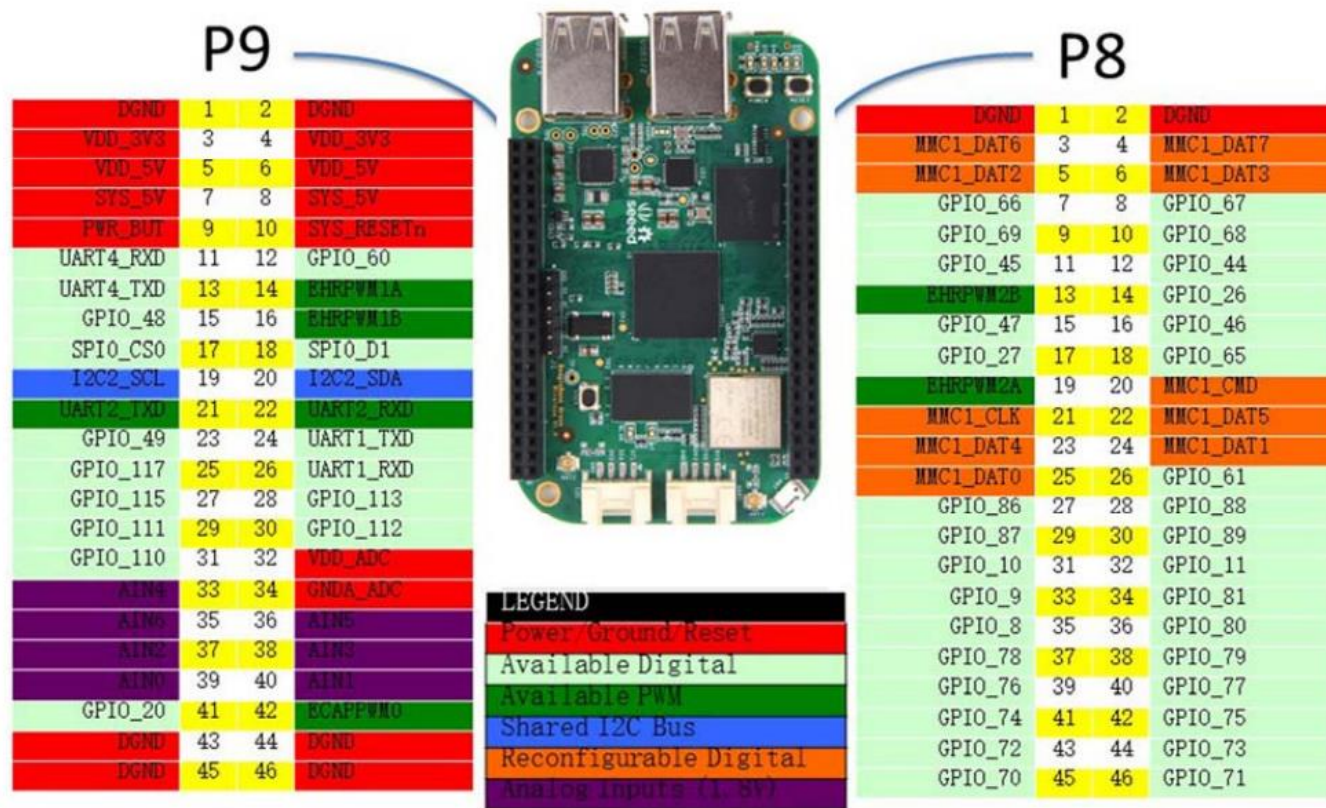 P9
P8
DGND 1 2 DGND
VDD_3V3 3 4 VDD_3V3
VDD_5V 5 6 VDD_5V
SYS_5V 7 8 SYS_5V
PWR_BUT 9 10 SYS_RESETn
UART4_RXD 11 12 GPIO_60
UART4_TXD 13 14 EHRPWM1A
GPIO_48 15 16 EHRPWM1B
SPI0_CS0 17 18 SPI0_D1
I2C2_SCL 19 20 I2C2_SDA
UART2_TXD 21 22 UART2_RXD
GPIO_49 23 24 UART1_TXD
GPIO_117 25 26 UART1_RXD
GPIO_115 27 28 GPIO_113
GPIO_111 29 30 GPIO_112
GPIO_110 31 32 VDD_ADC
AIN4 33 34 GNDA_ADC
AIN6 35 36 AIN5
AIN2 37 38 AIN3
AIN0 39 40 AIN1
GPIO_20 41 42 ECAPPWM0
DGND 43 44 DGND
DGND 45 46 DGND
seeed
LEGEND
Power/Ground/Reset
Available Digital
Available PWM
Shared I2C Bus
Reconfigurable Digital
Analog Inputs (1.8V)
DGND 1 2 DGND
MMC1_DAT6 3 4 MMC1_DAT7
MMC1_DAT2 5 6 MMC1_DAT3
GPIO_66 7 8 GPIO_67
GPIO_69 9 10 GPIO_68
GPIO_45 11 12 GPIO_44
EHRPWM2B 13 14 GPIO_26
GPIO_47 15 16 GPIO_46
GPIO_27 17 18 GPIO_65
EHRPWM2A 19 20 MMC1_CMD
MMC1_CLK 21 22 MMC1_DAT5
MMC1_DAT4 23 24 MMC1_DAT1
MMC1_DAT0 25 26 GPIO_61
GPIO_86 27 28 GPIO_88
GPIO_87 29 30 GPIO_89
GPIO_10 31 32 GPIO_11
GPIO_9 33 34 GPIO_81
GPIO_8 35 36 GPIO_80
GPIO_78 37 38 GPIO_79
GPIO_76 39 40 GPIO_77
GPIO_74 41 42 GPIO_75
GPIO_72 43 44 GPIO_73
GPIO_70 45 46 GPIO_71